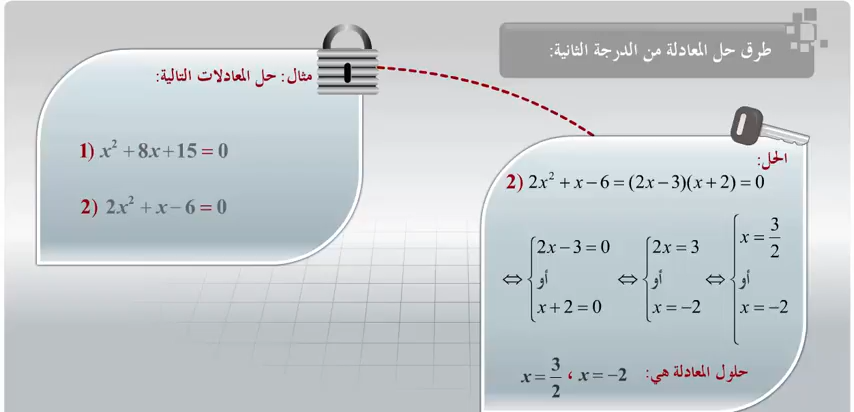 طرق حل المعادلة من الدرجة الثانية:
مثال: حل المعادلات التالية:
1) x² + 8x + 15 = 0
2) 2x² + x − 6 = 0
الحل:
2) 2x² + x − 6 = (2x − 3)(x + 2) = 0
⇔ { 2x − 3 = 0 ⇔ { 2x = 3 ⇔ { x = 3/2
أو أو أو
x + 2 = 0 x = −2 x = −2
حلول المعادلة هي: x = 3/2 ، x = −2